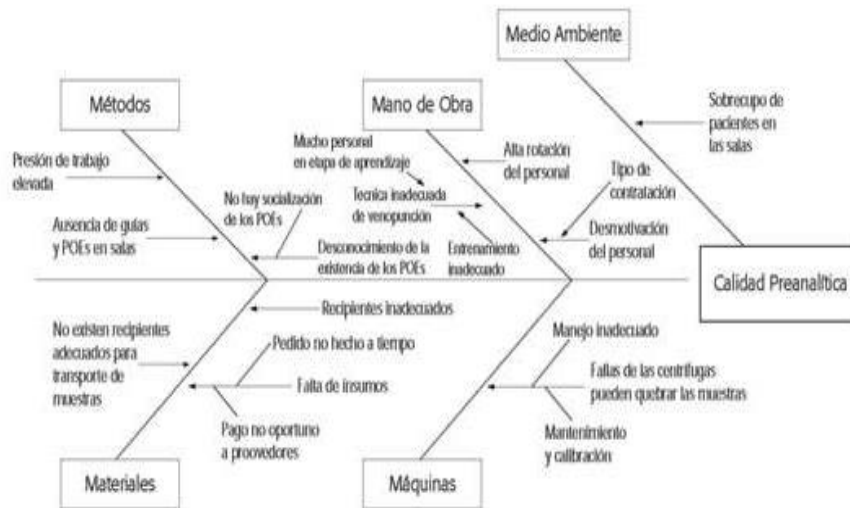 Medio Ambiente
Métodos
Mano de Obra
Sobrecupo de
pacientes en
las salas
Presión de trabajo
elevada
Mucho personal
en etapa de aprendizaje
Alta rotación
del personal
Tipo de
contratación
No hay socialización
de los POEs
Tecnica inadecuada
de venopunción
Ausencia de guías
y POEs en salas
Desconocimiento de la
existencia de los POEs
Entrenamiento
inadecuado
Desmotivación
del personal
Calidad Preanalítica
Recipientes inadecuados
No existen recipientes
adecuados para
transporte de
muestras
Pedido no hecho a tiempo
Falta de insumos
Pago no oportuno
a proovedores
Manejo inadecuado
Fallas de las centrífugas
pueden quebrar las muestras
Mantenimiento
y calibración
Materiales
Máquinas